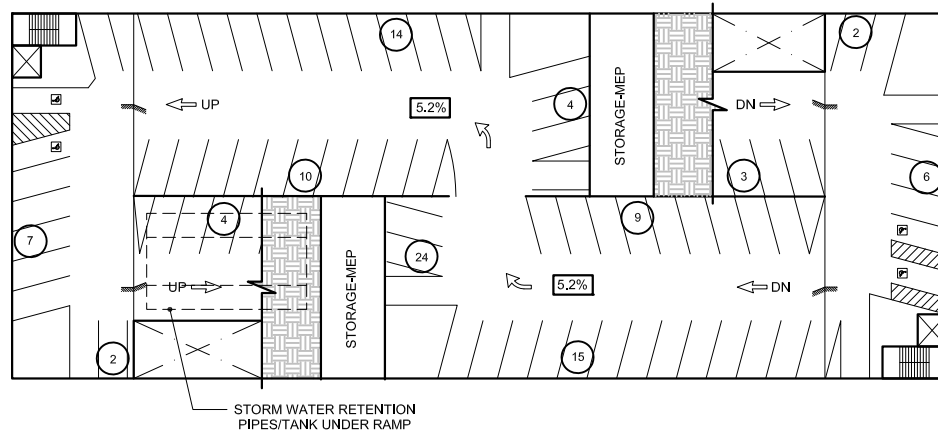 14
2
UP
5.2%
4
STORAGE-MEP
DN
10
3
6
4
9
7
24
STORAGE-MEP
UP
5.2%
DN
2
15
STORM WATER RETENTION
PIPES/TANK UNDER RAMP